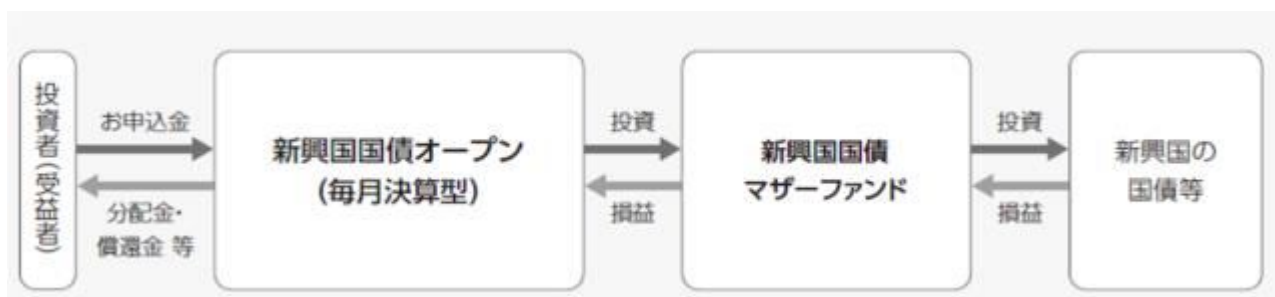 投資者(受益者)
お申込金
分配金・
償還金 等
新興国国債オープン
(毎月決算型)
投資
損益
新興国国債
マザーファンド
投資
損益
新興国の
国債等